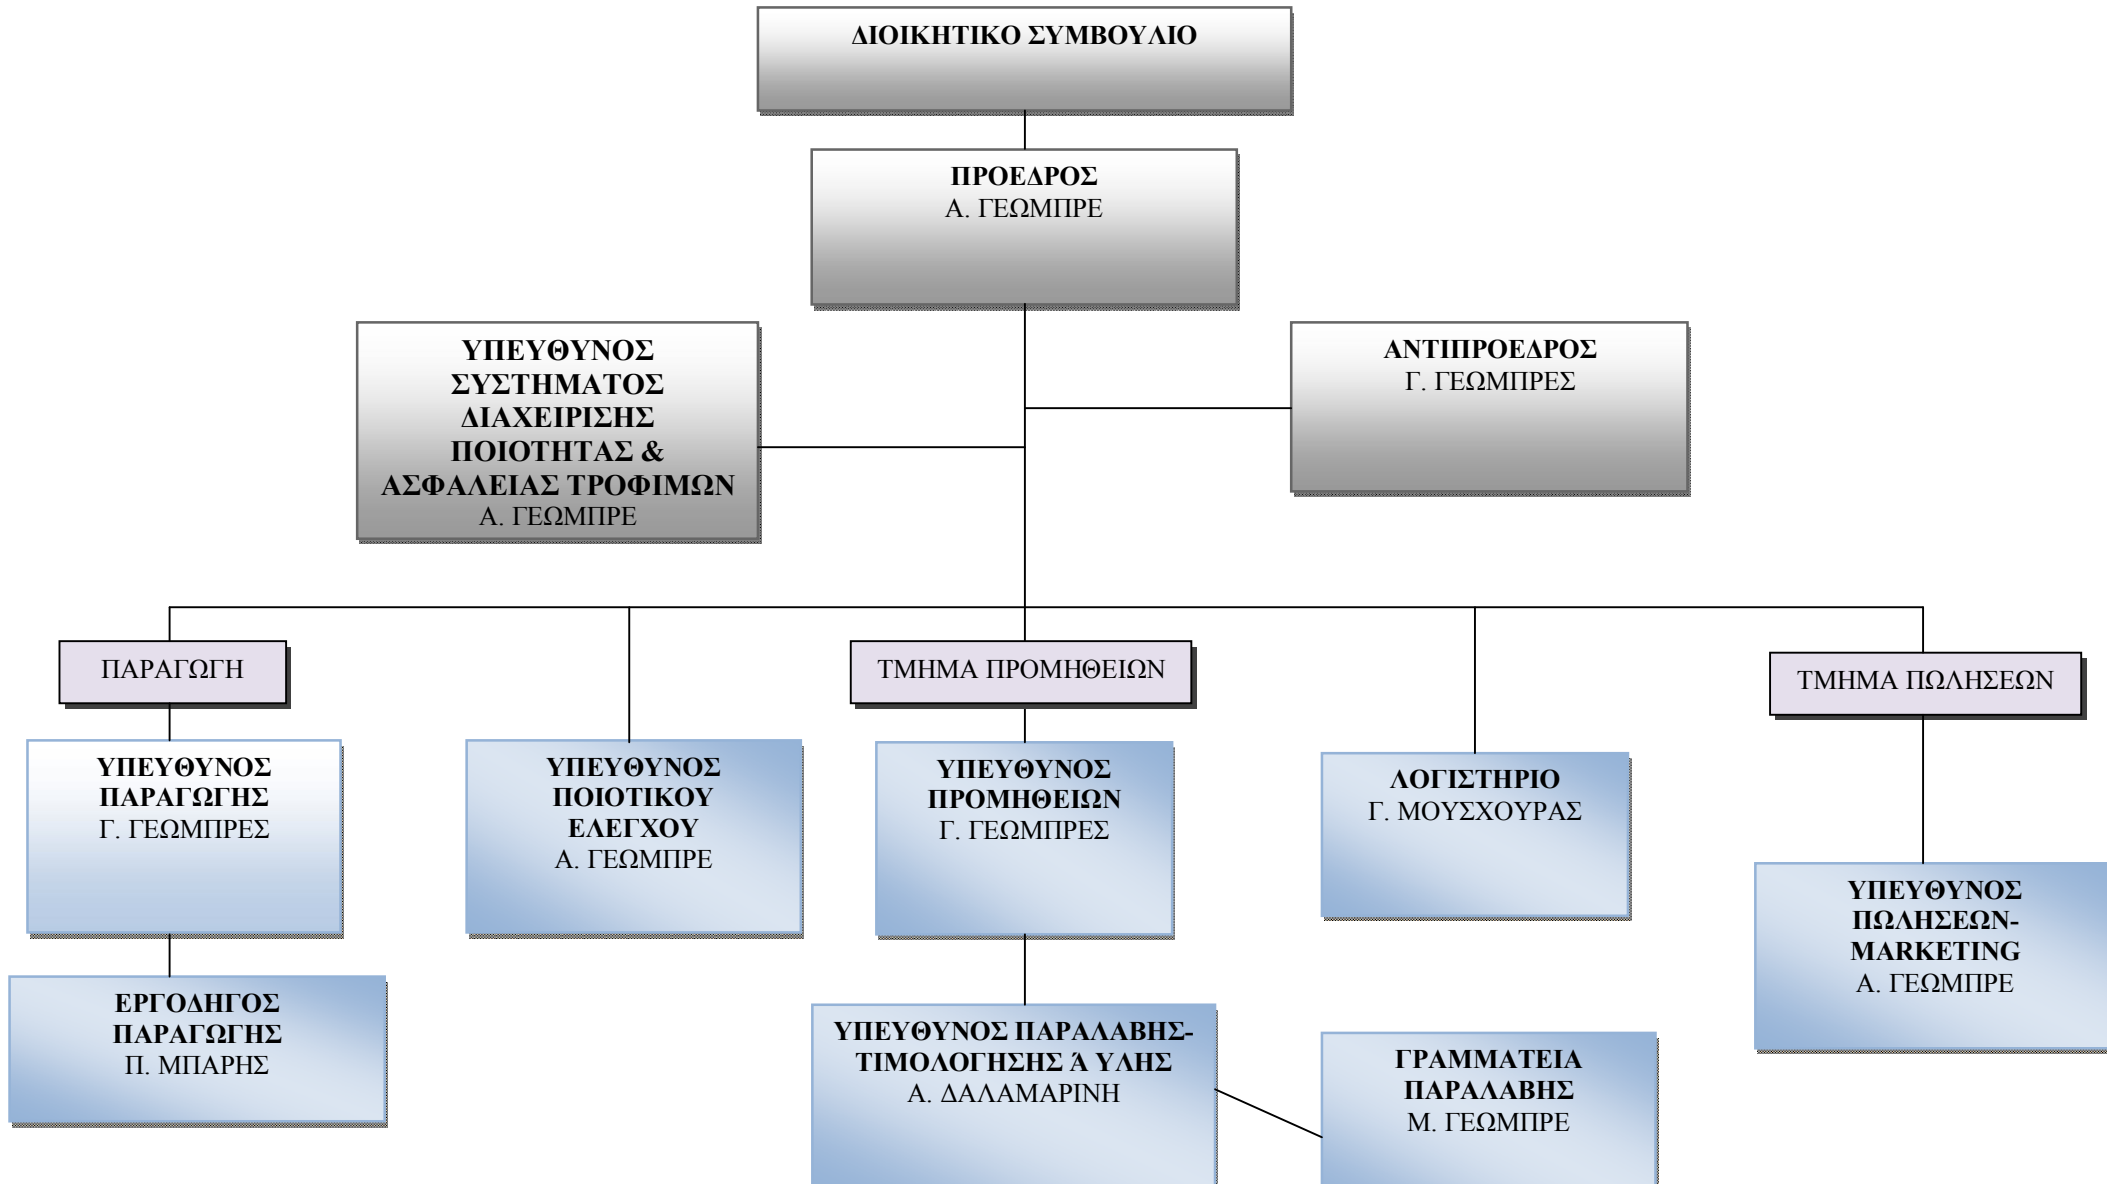 ΔΙΟΙΚΗΤΙΚΟ ΣΥΜΒΟΥΛΙΟ
ΠΡΟΕΔΡΟΣ
Α. ΓΕΩΜΠΡΕ
ΥΠΕΥΘΥΝΟΣ
ΣΥΣΤΗΜΑΤΟΣ
ΔΙΑΧΕΙΡΙΣΗΣ
ΠΟΙΟΤΗΤΑΣ &
ΑΣΦΑΛΕΙΑΣ ΤΡΟΦΙΜΩΝ
Α. ΓΕΩΜΠΡΕ
ΑΝΤΙΠΡΟΕΔΡΟΣ
Γ. ΓΕΩΜΠΡΕΣ
ΠΑΡΑΓΩΓΗ
ΤΜΗΜΑ ΠΡΟΜΗΘΕΙΩΝ
ΤΜΗΜΑ ΠΩΛΗΣΕΩΝ
ΥΠΕΥΘΥΝΟΣ
ΠΑΡΑΓΩΓΗΣ
Γ. ΓΕΩΜΠΡΕΣ
ΥΠΕΥΘΥΝΟΣ
ΠΟΙΟΤΙΚΟΥ
ΕΛΕΓΧΟΥ
Α. ΓΕΩΜΠΡΕ
ΥΠΕΥΘΥΝΟΣ
ΠΡΟΜΗΘΕΙΩΝ
Γ. ΓΕΩΜΠΡΕΣ
ΛΟΓΙΣΤΗΡΙΟ
Γ. ΜΟΥΣΧΟΥΡΑΣ
ΥΠΕΥΘΥΝΟΣ
ΠΩΛΗΣΕΩΝ-
MARKETING
Α. ΓΕΩΜΠΡΕ
ΕΡΓΟΔΗΓΟΣ
ΠΑΡΑΓΩΓΗΣ
Π. ΜΠΑΡΗΣ
ΥΠΕΥΘΥΝΟΣ ΠΑΡΑΛΑΒΗΣ-
ΤΙΜΟΛΟΓΗΣΗΣ Ά ΥΛΗΣ
Α. ΔΑΛΑΜΑΡΙΝΗ
ΓΡΑΜΜΑΤΕΙΑ
ΠΑΡΑΛΑΒΗΣ
Μ. ΓΕΩΜΠΡΕ